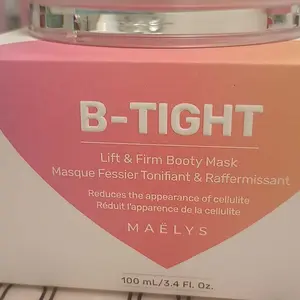 B-TIGHT
Lift & Firm Booty Mask
Masque Fessier Tonifiant & Raffermissant
Reduces the appearance of cellulite
Réduit l'apparence de la cellulite
MAËLYS
100 mL/3.4 Fl. Oz.